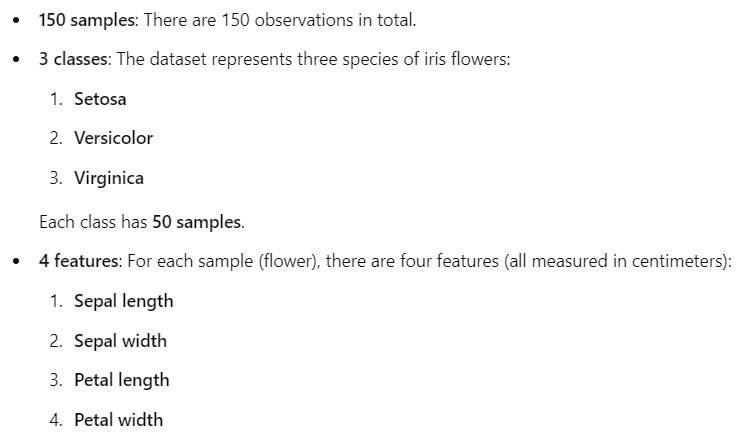 • 150 samples: There are 150 observations in total.
• 3 classes: The dataset represents three species of iris flowers:
1. Setosa
2. Versicolor
3. Virginica
Each class has 50 samples.
• 4 features: For each sample (flower), there are four features (all measured in centimeters):
1. Sepal length
2. Sepal width
3. Petal length
4. Petal width